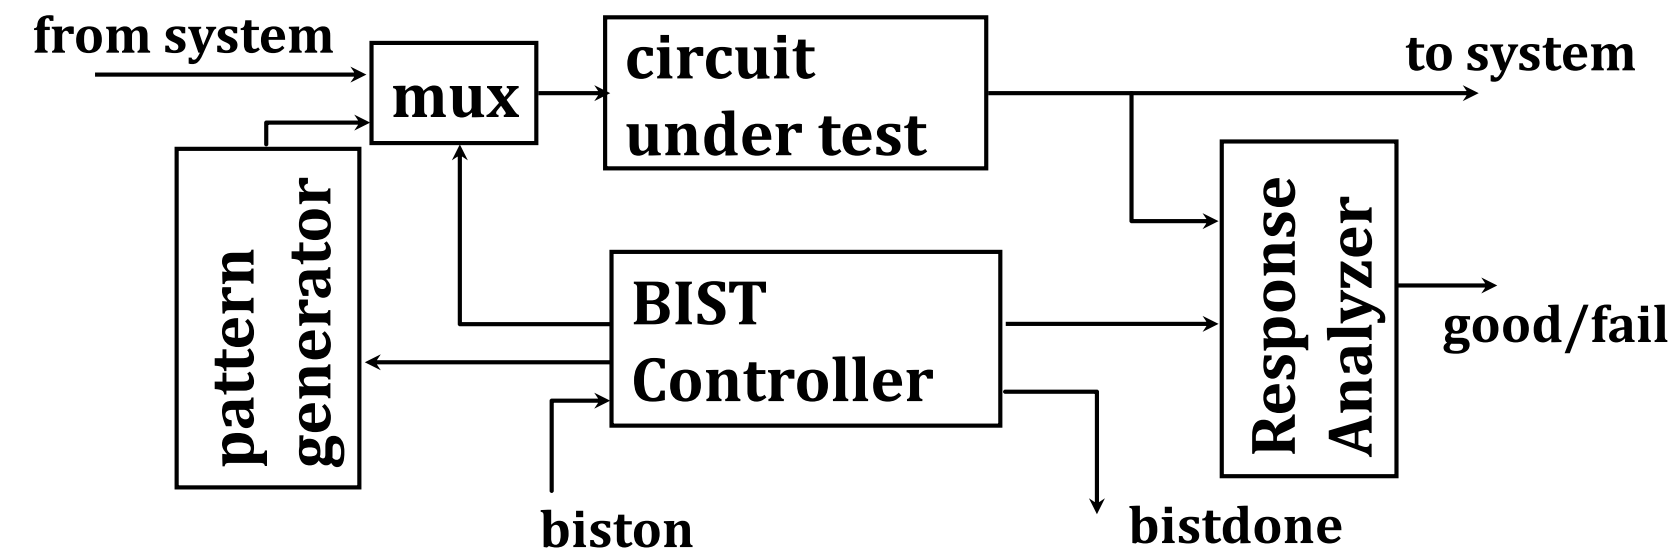 from system
mux
circuit
under test
to system
pattern
generator
BIST
Controller
Response
Analyzer
good/fail
biston
bistdone